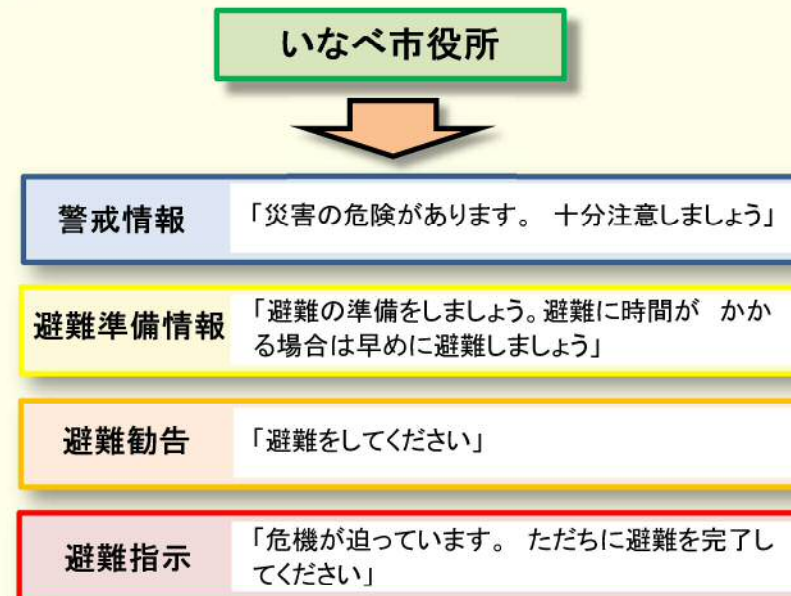 いなべ市役所
警戒情報
「災害の危険があります。 十分注意しましょう」
避難準備情報
「避難の準備をしましょう。避難に時間が かか
る場合は早めに避難しましょう」
避難勧告
「避難をしてください」
避難指示
「危機が迫っています。 ただちに避難を完了し
てください」